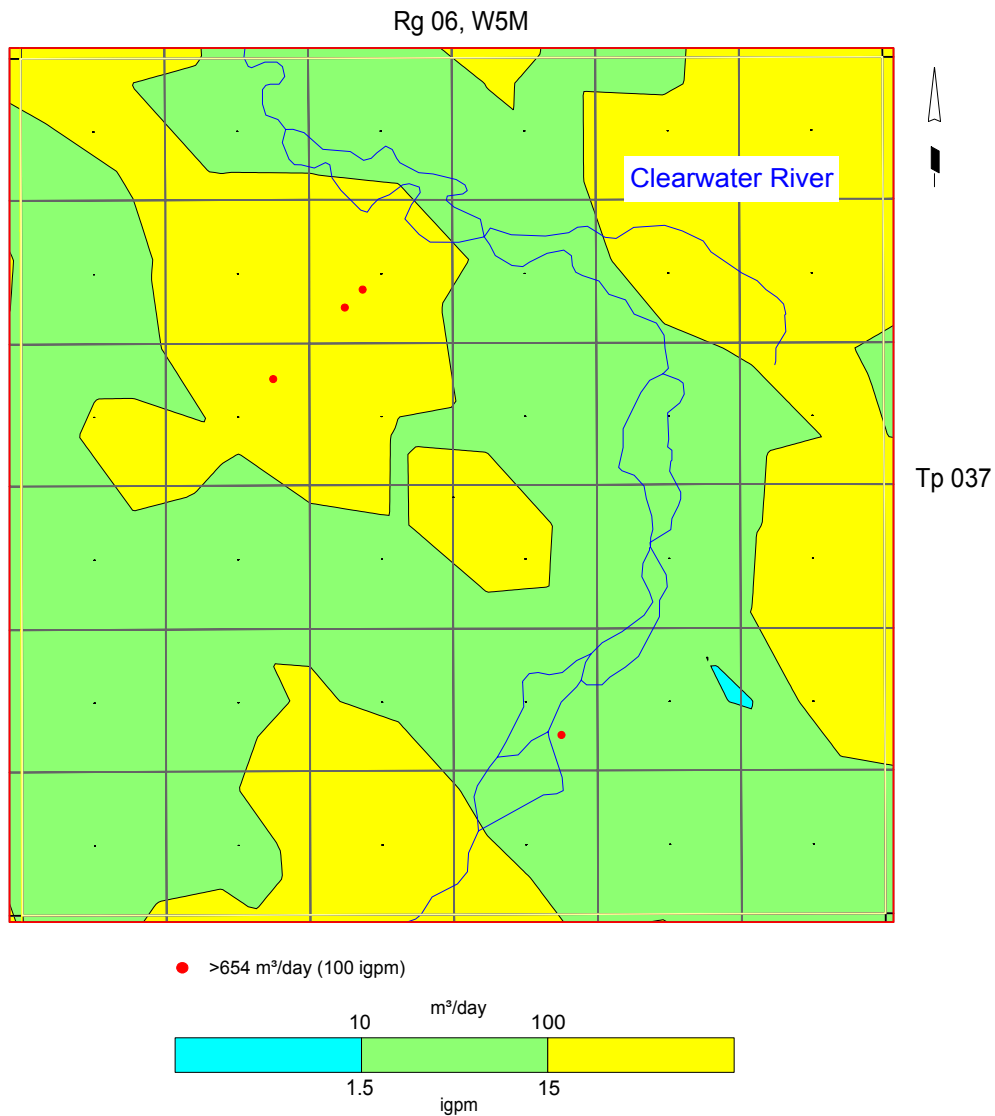 Rg 06, W5M
Clearwater River
Tp 037
>654 m³/day (100 igpm)
m³/day
10 100
1.5 15
igpm